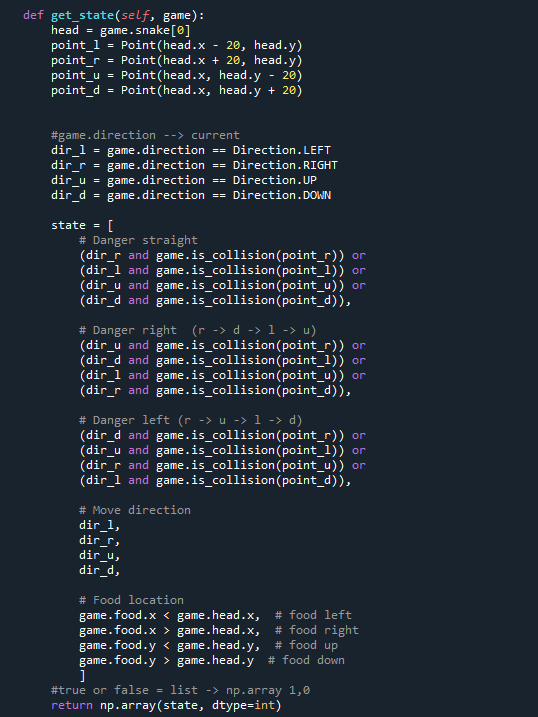 def get_state(self, game):
    head = game.snake[0]
    point_l = Point(head.x - 20, head.y)
    point_r = Point(head.x + 20, head.y)
    point_u = Point(head.x, head.y - 20)
    point_d = Point(head.x, head.y + 20)
    #game.direction --> current
    dir_l = game.direction == Direction.LEFT
    dir_r = game.direction == Direction.RIGHT
    dir_u = game.direction == Direction.UP
    dir_d = game.direction == Direction.DOWN
    state = [
        # Danger straight
        (dir_r and game.is_collision(point_r)) or
        (dir_l and game.is_collision(point_l)) or
        (dir_u and game.is_collision(point_u)) or
        (dir_d and game.is_collision(point_d)),
        # Danger right  (r -> d -> l -> u)
        (dir_u and game.is_collision(point_r)) or
        (dir_d and game.is_collision(point_l)) or
        (dir_l and game.is_collision(point_u)) or
        (dir_r and game.is_collision(point_d)),
        # Danger left (r -> u -> l -> d)
        (dir_d and game.is_collision(point_r)) or
        (dir_u and game.is_collision(point_l)) or
        (dir_r and game.is_collision(point_u)) or
        (dir_l and game.is_collision(point_d)),
        # Move direction
        dir_l,
        dir_r,
        dir_u,
        dir_d,
        # Food location
        game.food.x < game.head.x,  # food left
        game.food.x > game.head.x,  # food right
        game.food.y < game.head.y,  # food up
        game.food.y > game.head.y  # food down
        ]
    #true or false = list -> np.array 1,0
    return np.array(state, dtype=int)